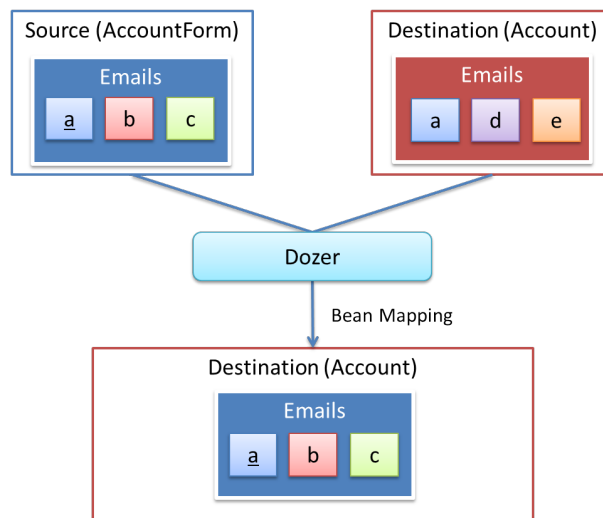 Source (AccountForm)
Emails
a b c
Destination (Account)
Emails
a d e
Dozer
Bean Mapping
Destination (Account)
Emails
a b c